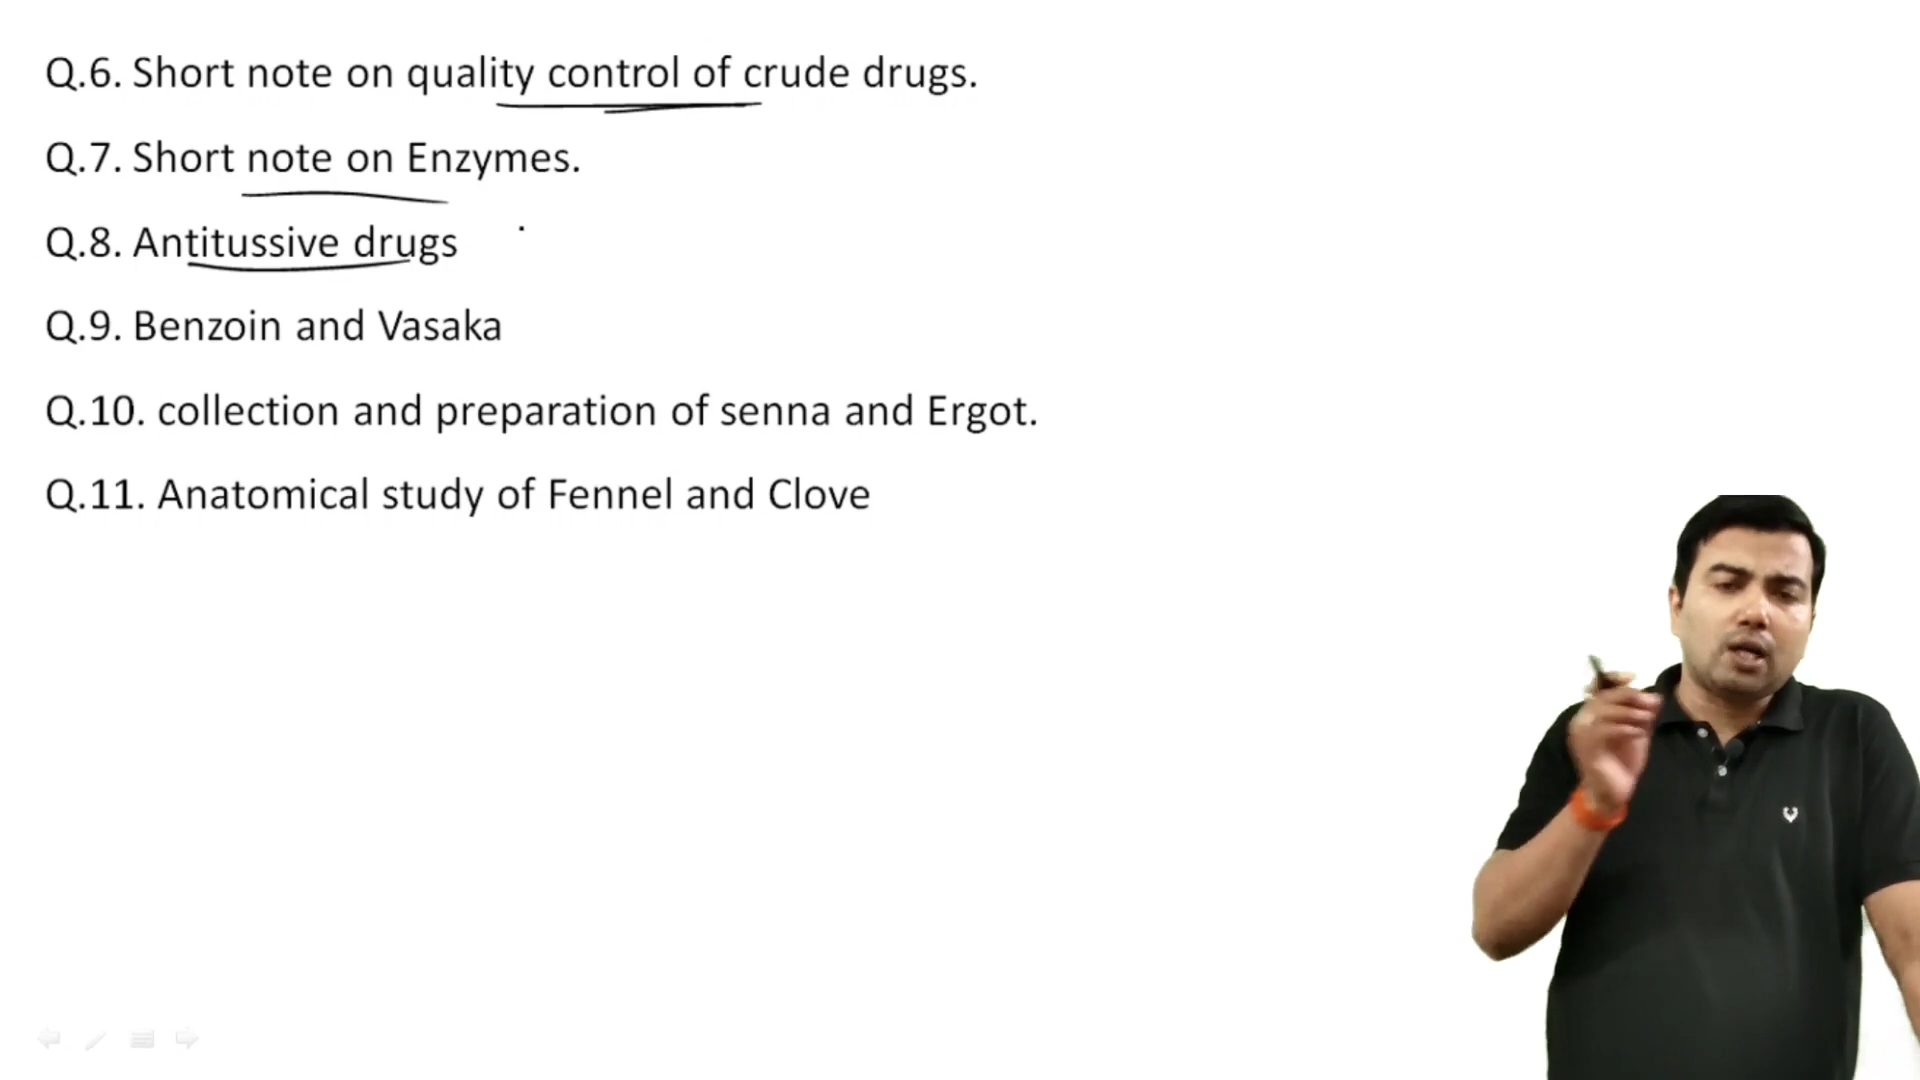 Q.6. Short note on quality control of crude drugs.
Q.7. Short note on Enzymes.
Q.8. Antitussive drugs
Q.9. Benzoin and Vasaka
Q.10. collection and preparation of senna and Ergot.
Q.11. Anatomical study of Fennel and Clove